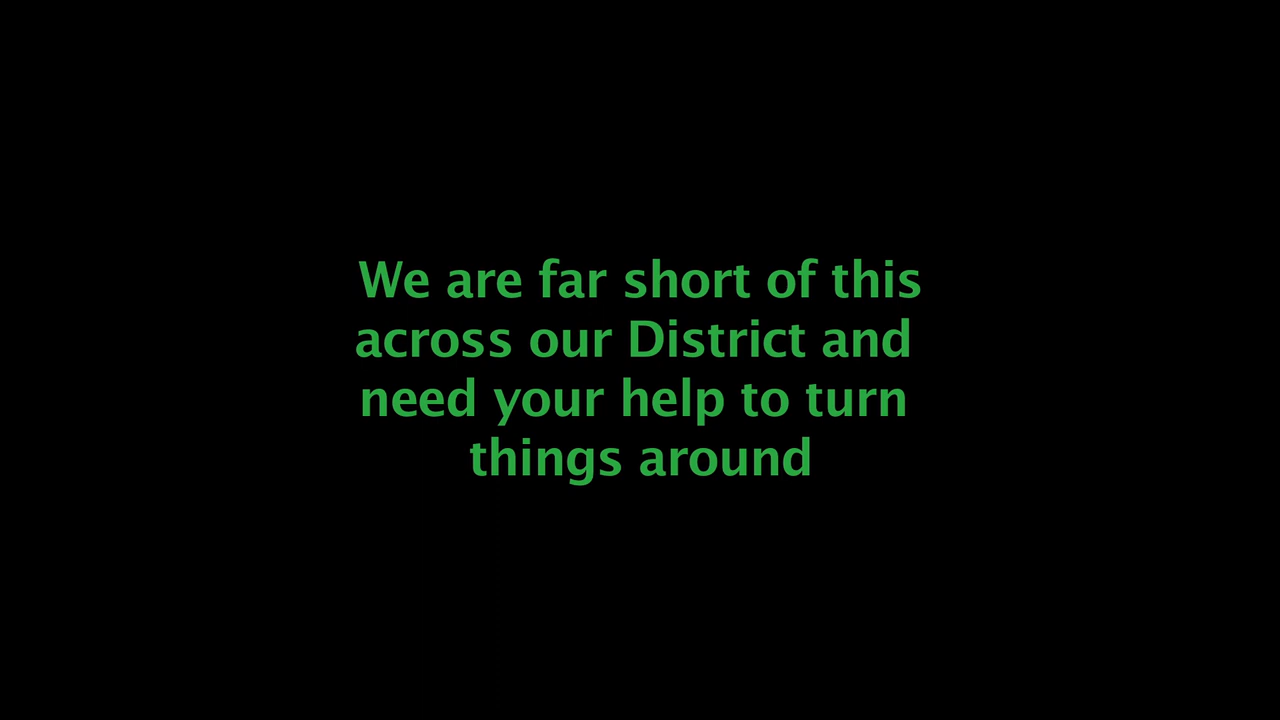 We are far short of this
across our District and
need your help to turn
things around